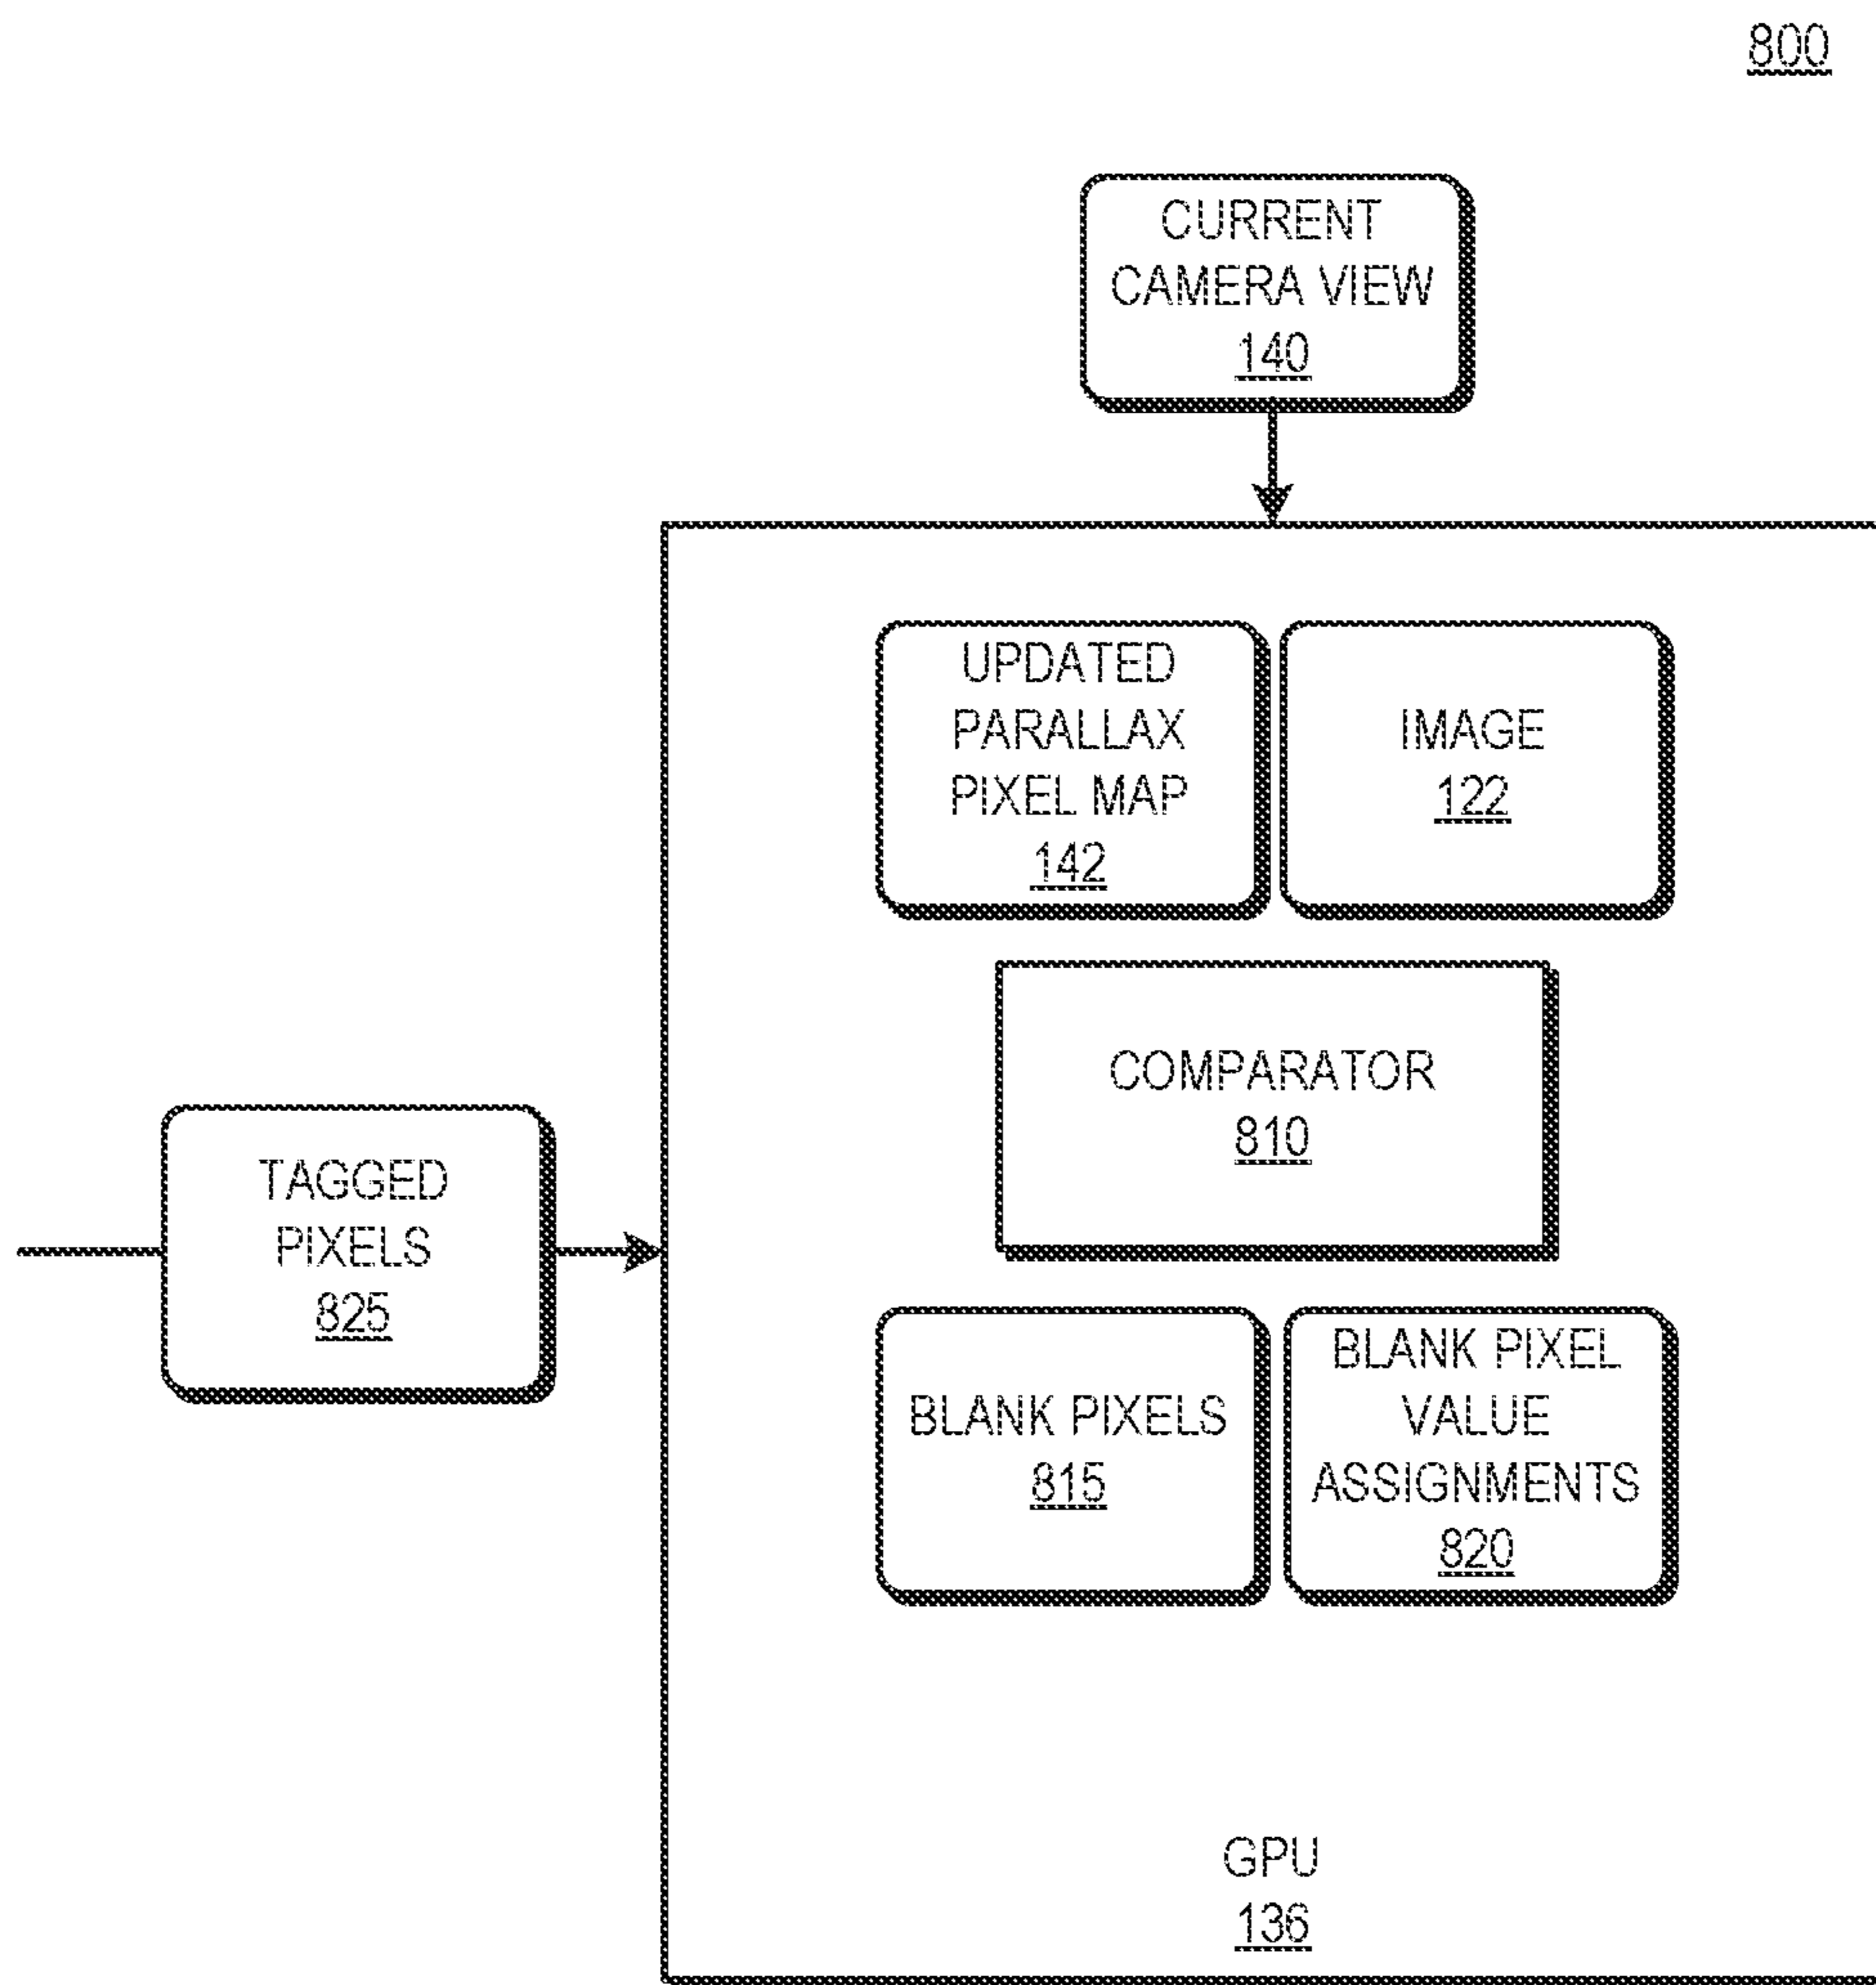 800
CURRENT
CAMERA VIEW
140
UPDATED
PARALLAX
PIXEL MAP
142
IMAGE
122
COMPARATOR
810
TAGGED
PIXELS
825
BLANK PIXELS
815
BLANK PIXEL
VALUE
ASSIGNMENTS
820
GPU
136